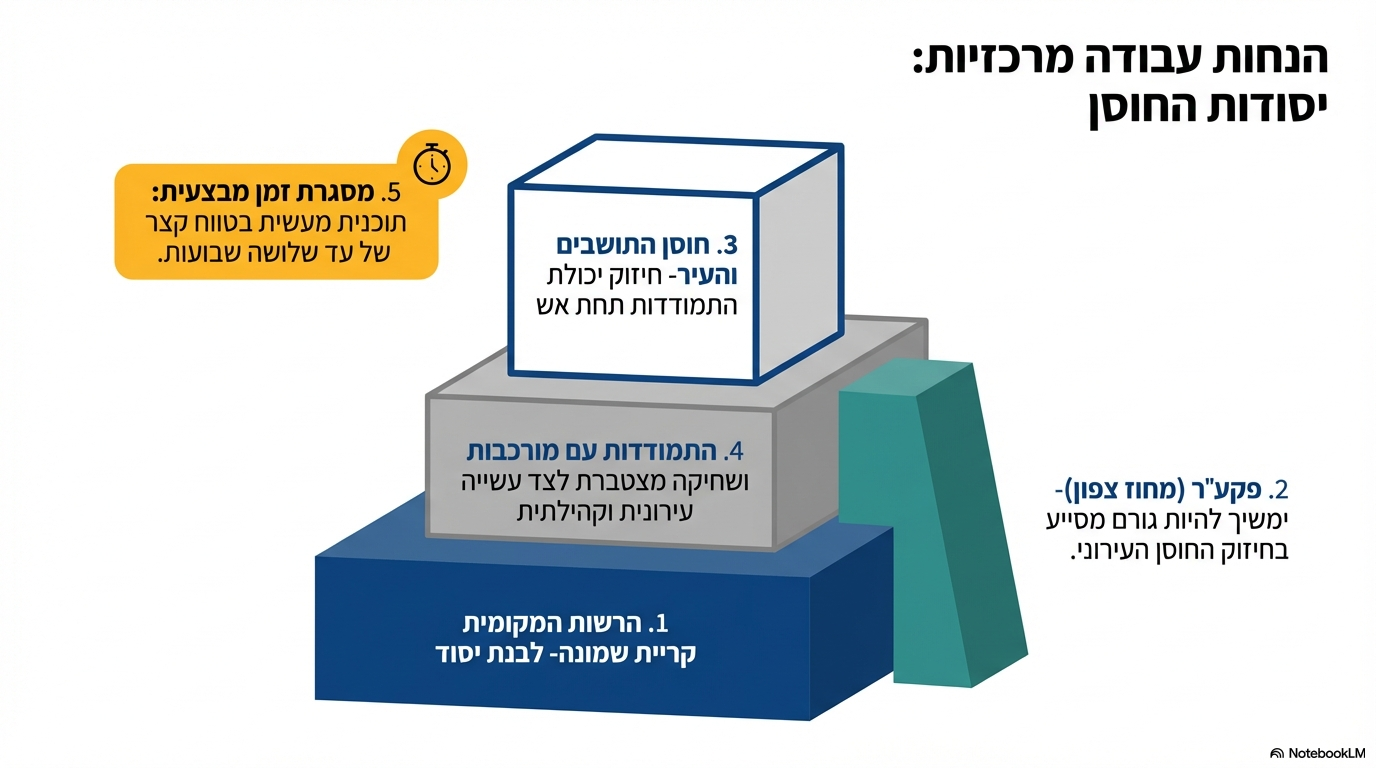 הנחות עבודה מרכזיות:
יסודות החוסן
5. מסגרת זמן מבצעית:
תוכנית מעשית בטווח קצר
של עד שלושה שבועות.
3. חוסן התושבים
והעיר- חיזוק יכולת
התמודדות תחת אש
4. התמודדות עם מורכבות
ושחיקה מצטברת לצד עשייה
עירונית וקהילתית
2. פקע"ר (מחוז צפון)-
ימשיך להיות גורם מסייע
בחיזוק החוסן העירוני.
1. הרשות המקומית
קריית שמונה- לבנת יסוד
NotebookLM